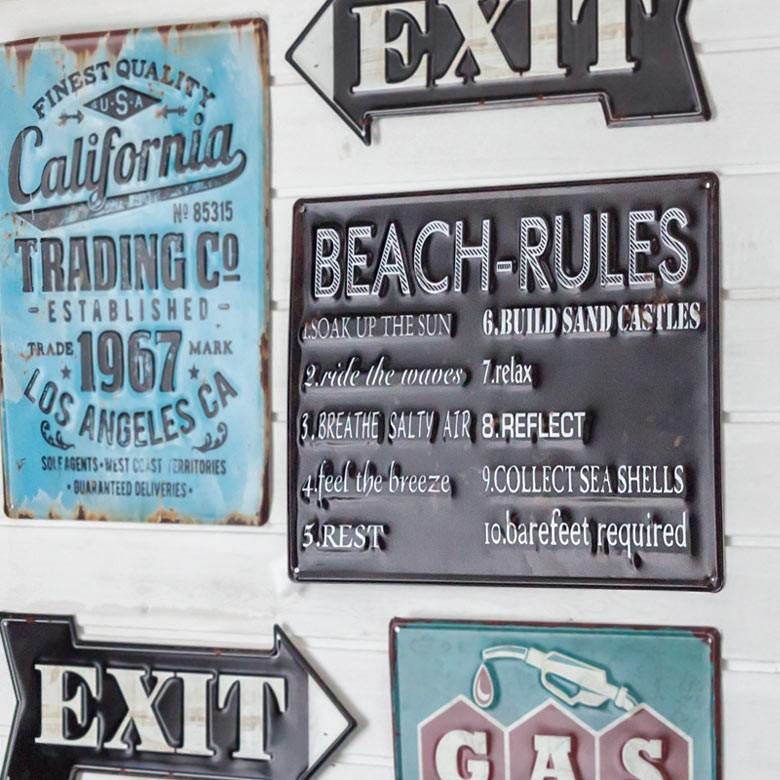 FINEST QUALITY
U·S·A
California
Nº 85315
TRADING Cº
- ESTABLISHED -
TRADE 1967 MARK
LOS ANGELES CA
SOLE AGENTS · WEST COAST TERRITORIES
· GUARANTEED DELIVERIES ·
EXIT
BEACH-RULES
1.SOAK UP THE SUN
2.ride the waves
3.BREATHE SALTY AIR
4.feel the breeze
5.REST
6.BUILD SAND CASTLES
7.relax
8.REFLECT
9.COLLECT SEA SHELLS
10.barefeet required
EXIT
GAS